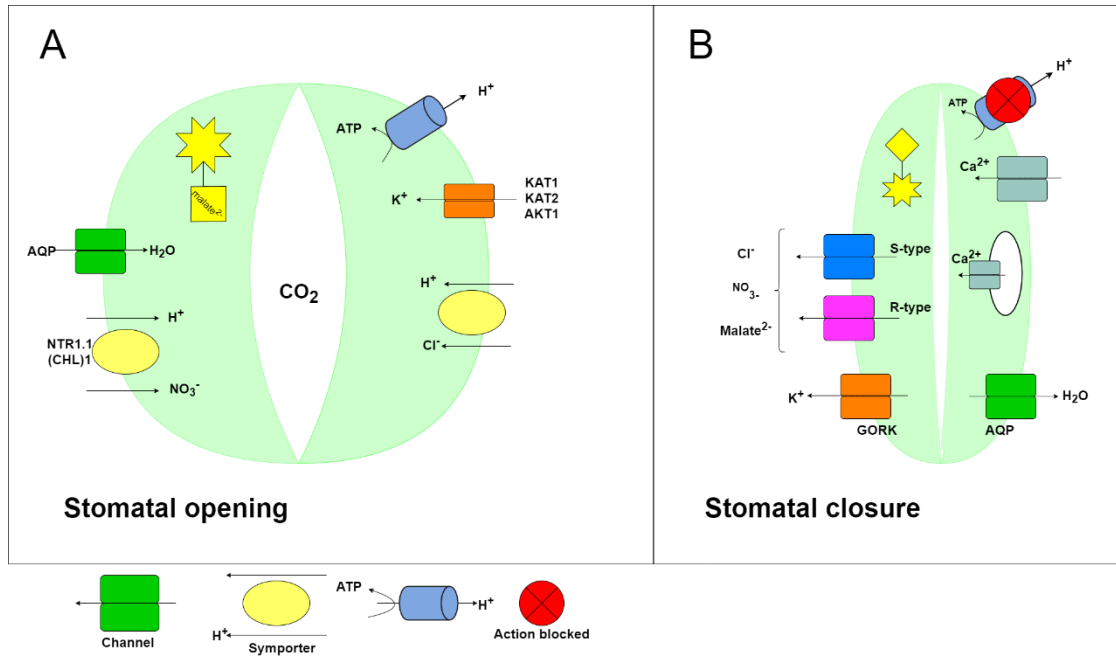 A
H⁺
ATP
malate²⁻
K⁺
KAT1
KAT2
AKT1
AQP
H₂O
CO₂
H⁺
H⁺
NTR1.1
(CHL)1
Cl⁻
NO₃⁻
Stomatal opening
B
H⁺
ATP
Ca²⁺
Cl⁻
S-type
Ca²⁺
NO₃-
R-type
Malate²⁻
K⁺
H₂O
GORK
AQP
Stomatal closure
ATP
H⁺
H⁺
Channel
Symporter
Action blocked